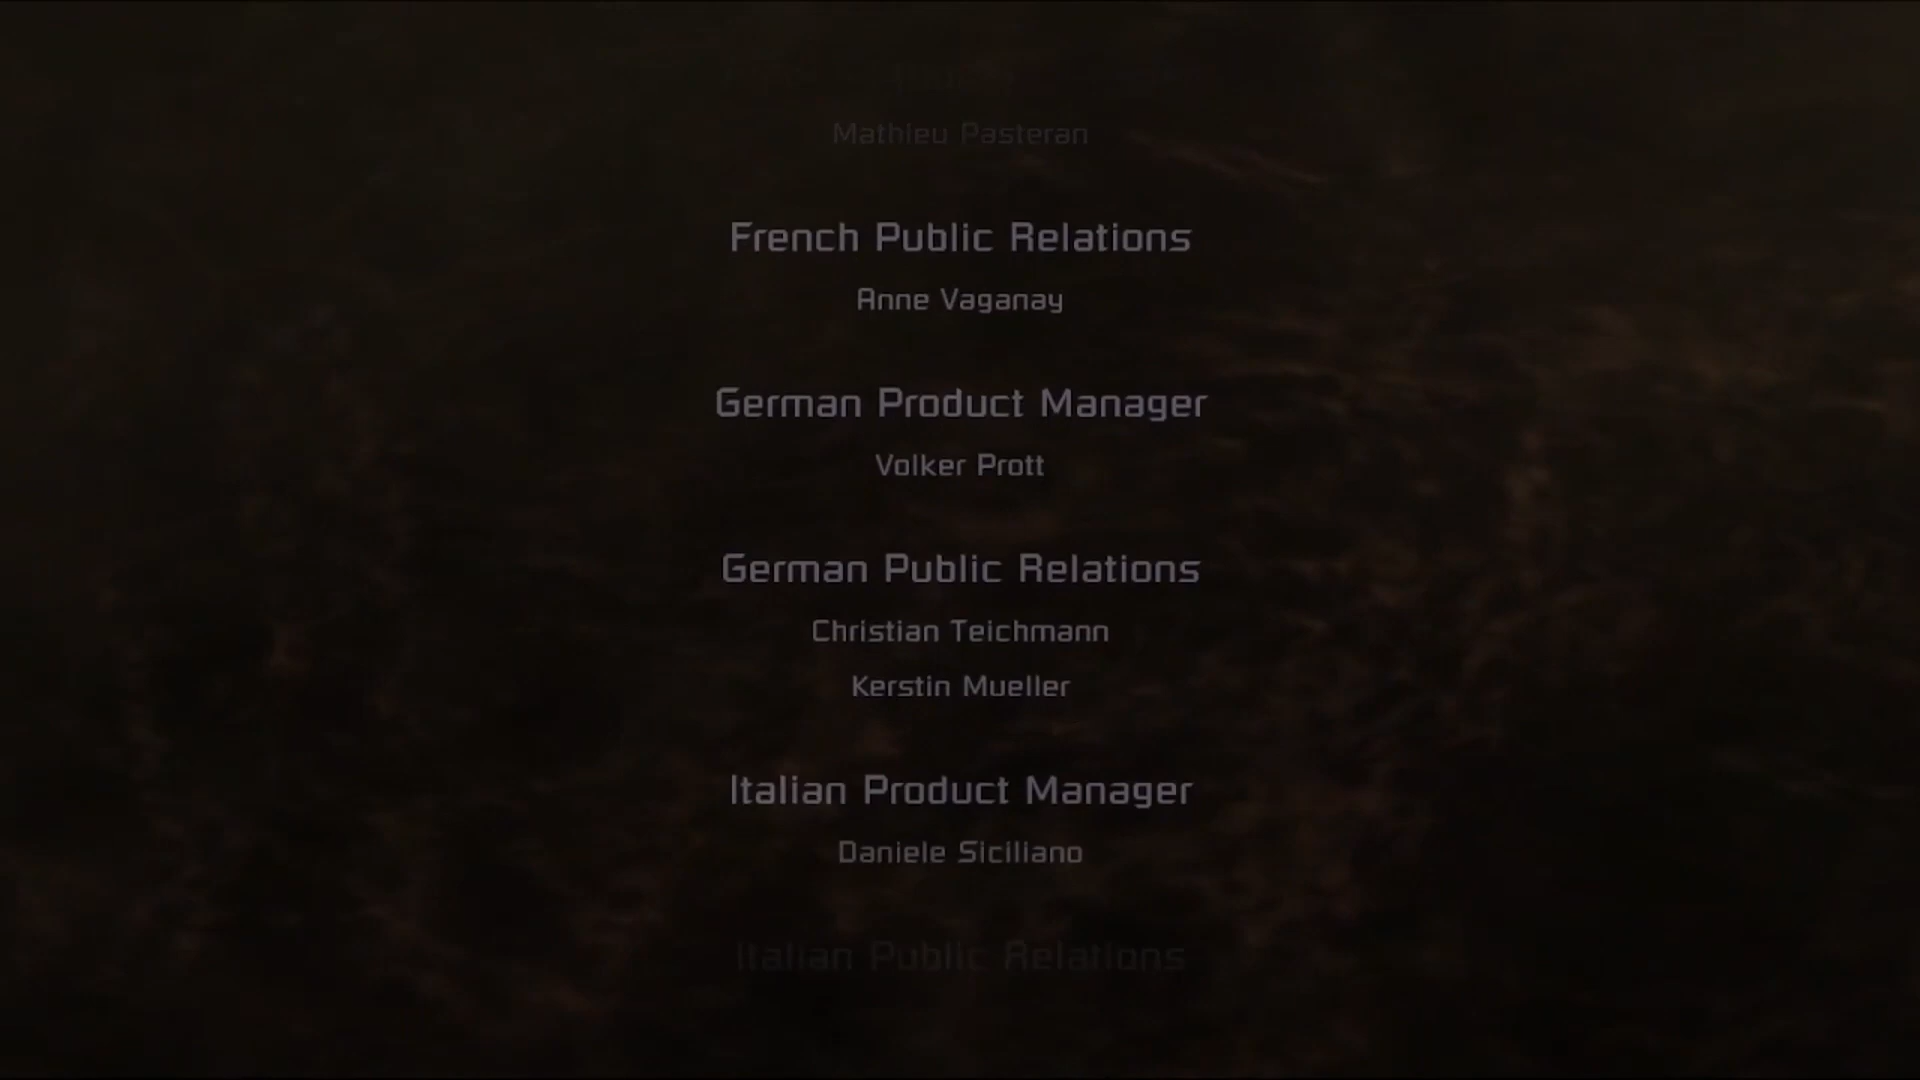 Mathieu Pasteran
French Public Relations
Anne Vaganay
German Product Manager
Volker Prott
German Public Relations
Christian Teichmann
Kerstin Mueller
Italian Product Manager
Daniele Siciliano
Italian Public Relations